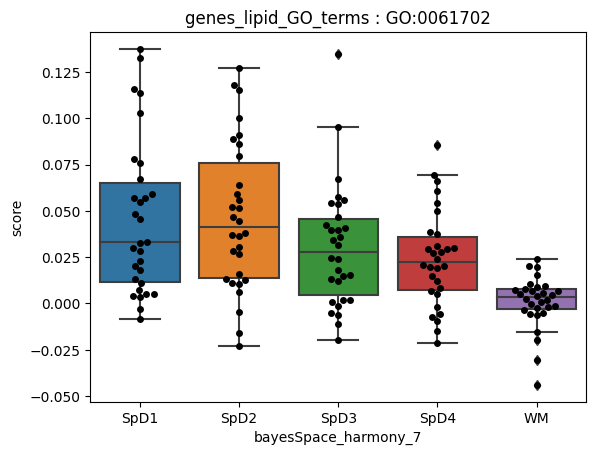 genes_lipid_GO_terms : GO:0061702
0.125
0.100
0.075
0.050
0.025
0.000
−0.025
−0.050
score
SpD1 SpD2 SpD3 SpD4 WM
bayesSpace_harmony_7